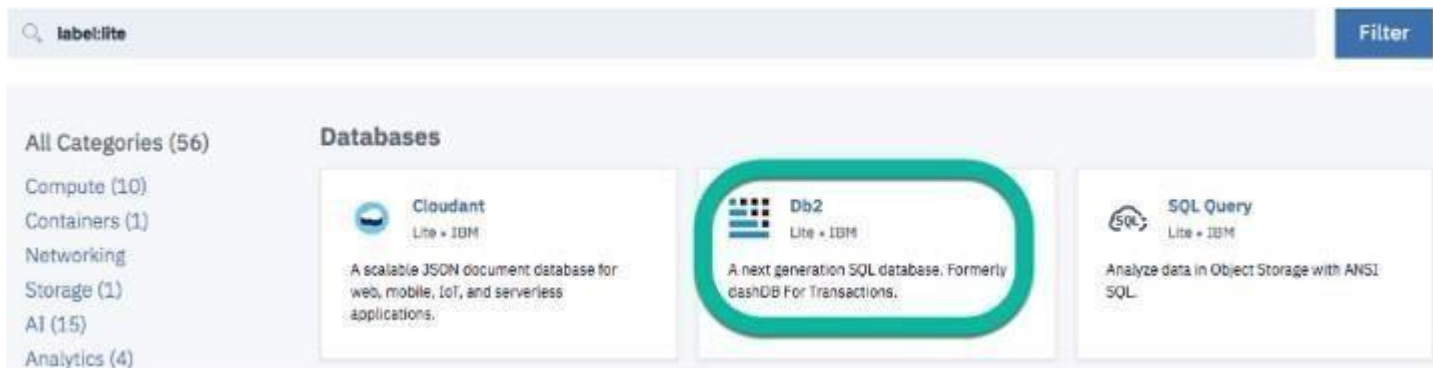 label:lite
Filter
All Categories (56)
Compute (10)
Containers (1)
Networking
Storage (1)
AI (15)
Analytics (4)
Databases
Cloudant
Lite • IBM
A scalable JSON document database for
web, mobile, IoT, and serverless
applications.
Db2
Lite • IBM
A next generation SQL database. Formerly
dashDB For Transactions.
SQL
SQL Query
Lite • IBM
Analyze data in Object Storage with ANSI
SQL.